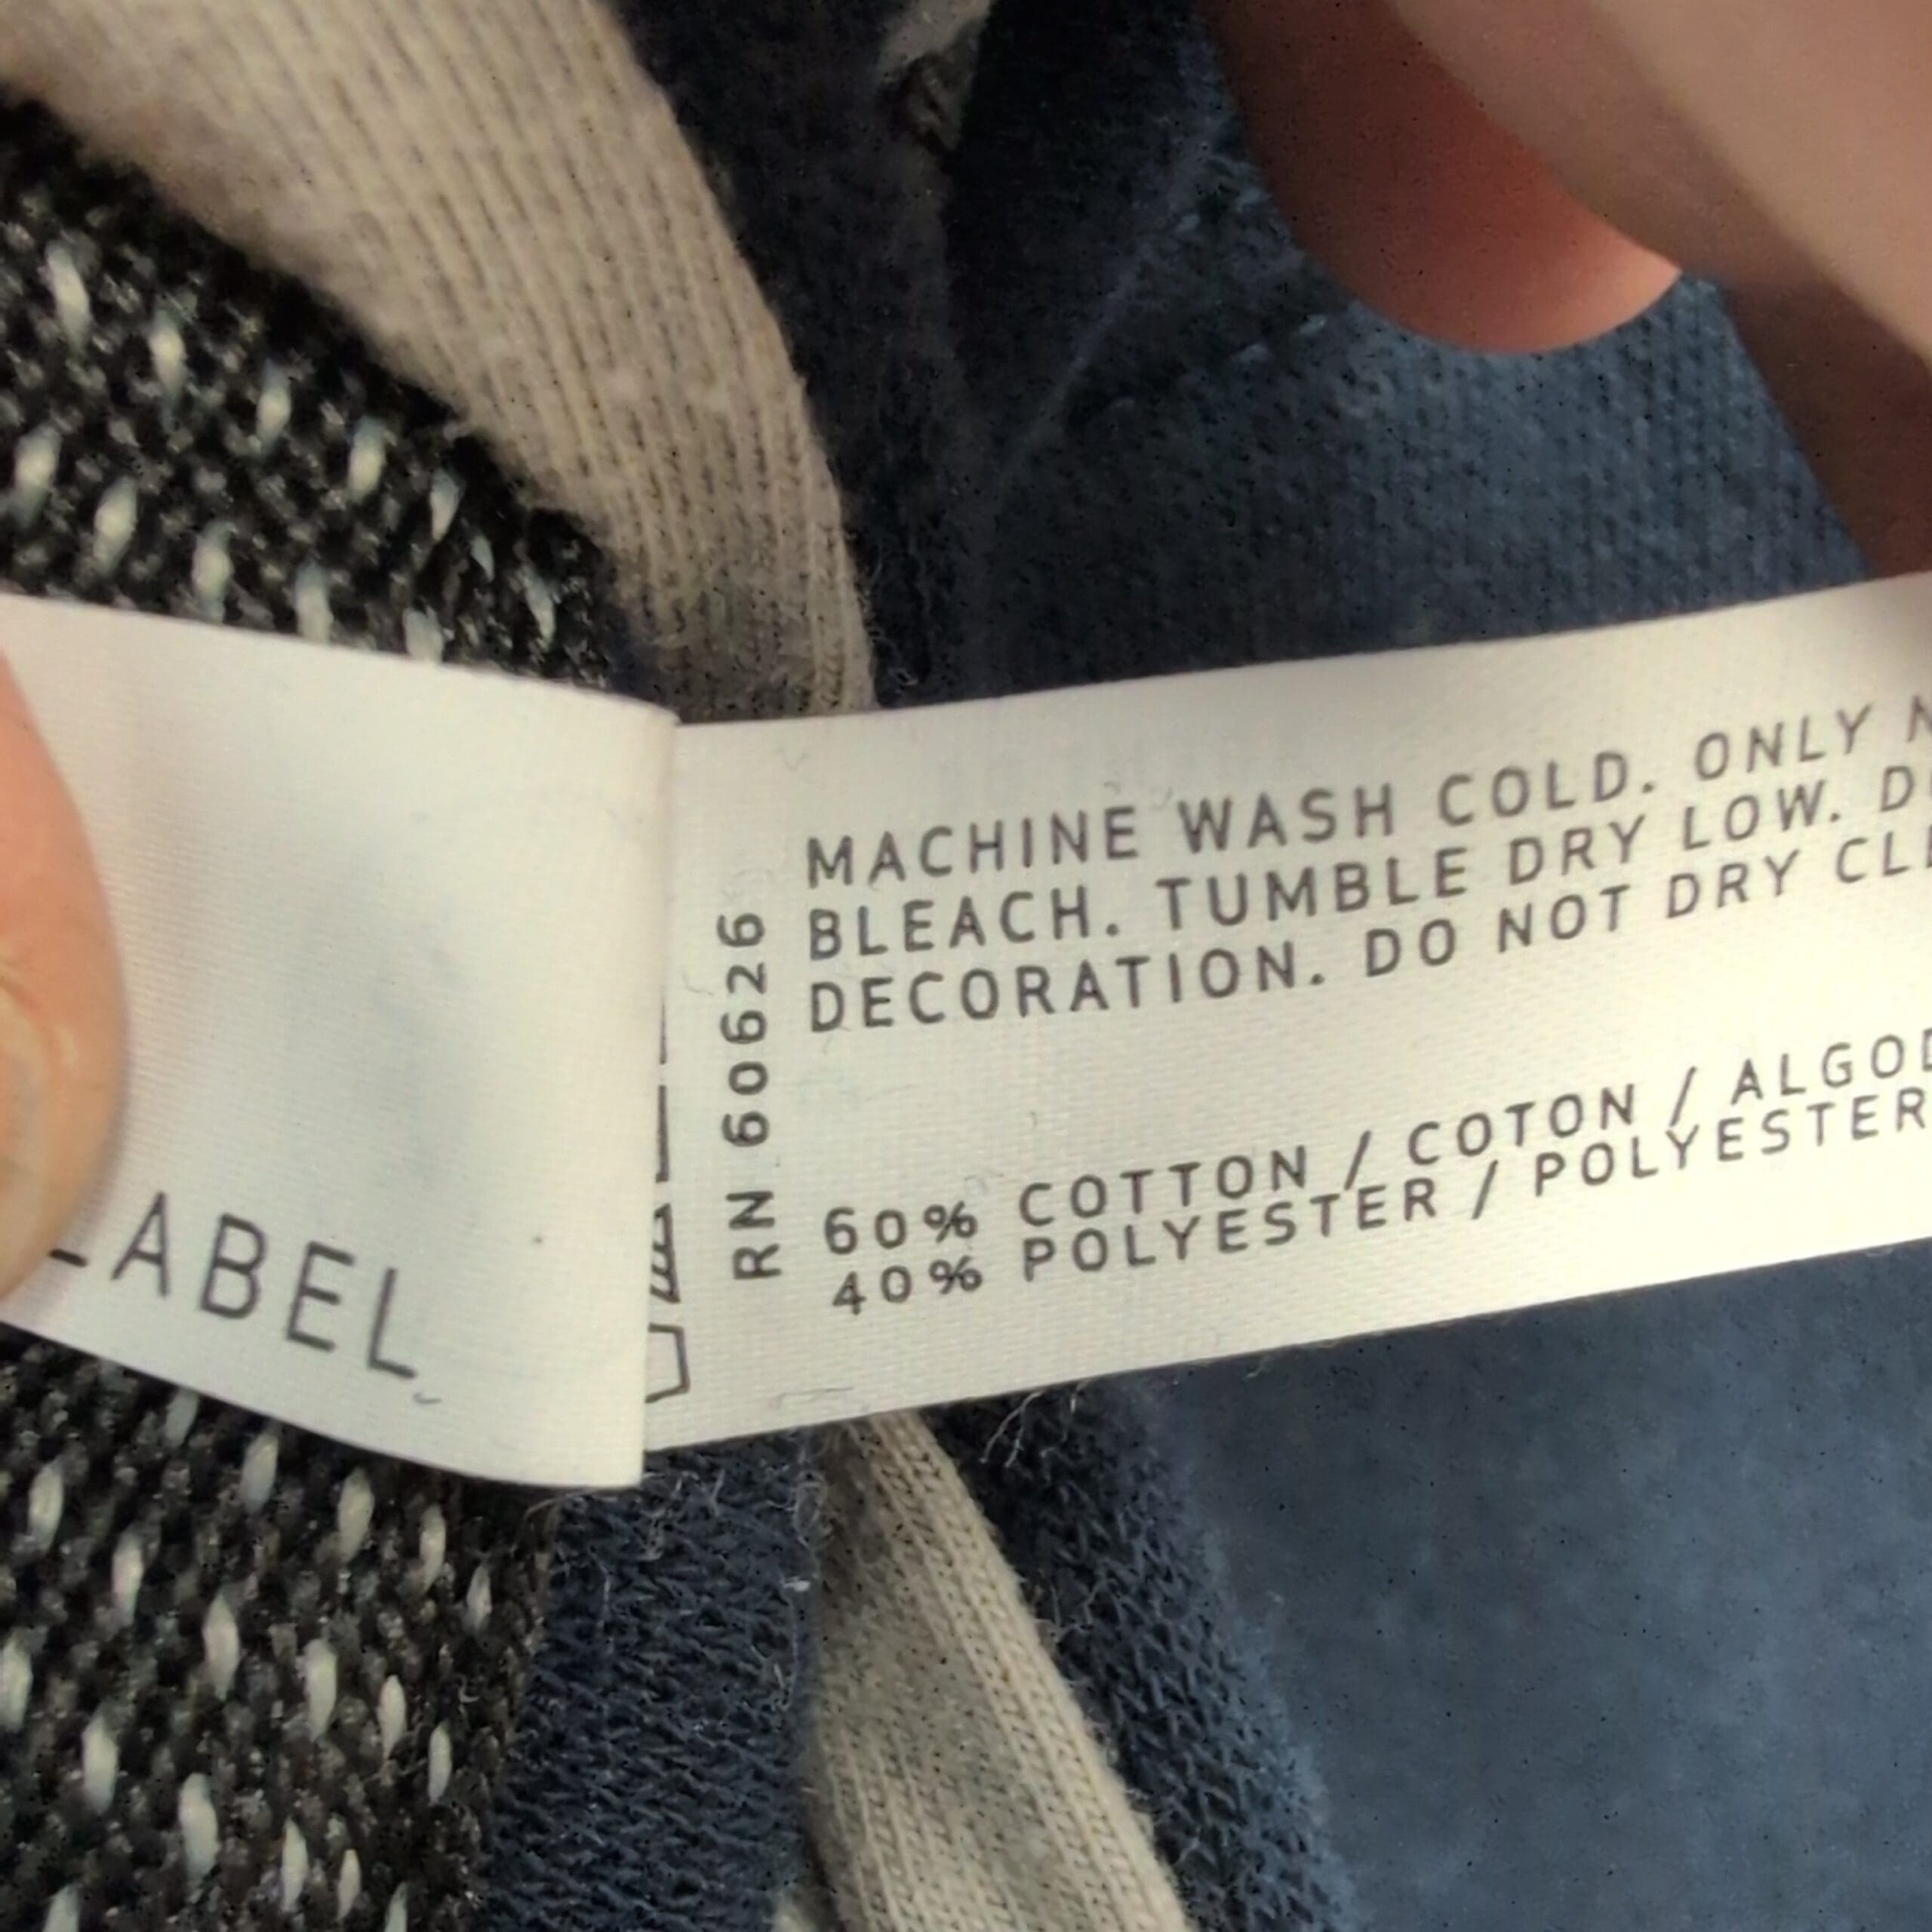 MACHINE WASH COLD. ONLY
BLEACH. TUMBLE DRY LOW.
DECORATION. DO NOT DRY
RN 60626
60% COTTON / COTON /
40% POLYESTER / POLYESTER
ABEL